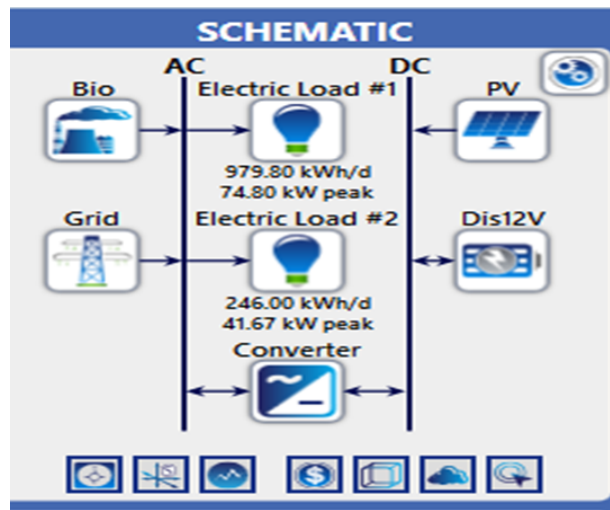 SCHEMATIC
AC DC
Bio Electric Load #1 PV
979.80 kWh/d
74.80 kW peak
Grid Electric Load #2 Dis12V
246.00 kWh/d
41.67 kW peak
Converter